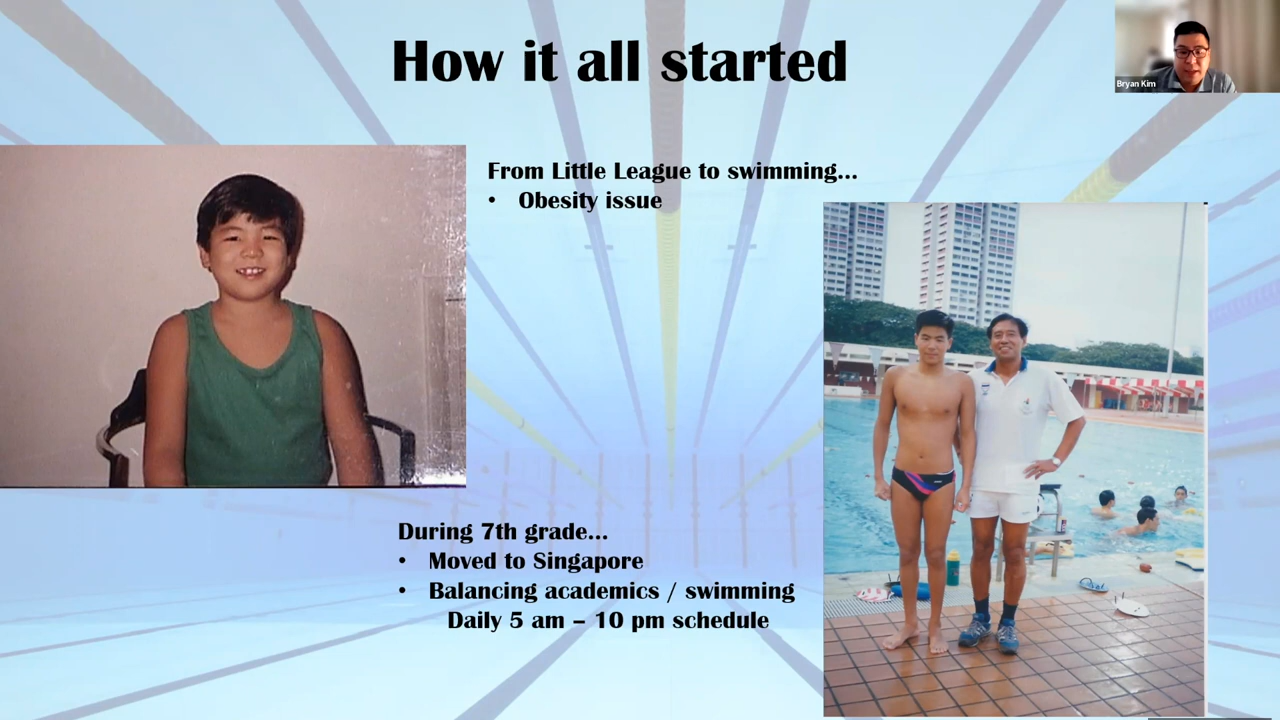 How it all started
Bryan Kim
From Little League to swimming...
• Obesity issue
During 7th grade...
• Moved to Singapore
• Balancing academics / swimming
Daily 5 am – 10 pm schedule